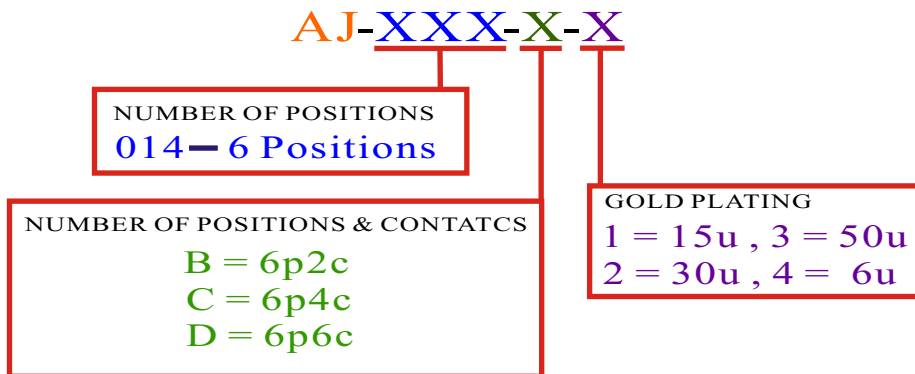 AJ-XXX-X-X
NUMBER OF POSITIONS
014 — 6 Positions
NUMBER OF POSITIONS & CONTATCS
B = 6p2c
C = 6p4c
D = 6p6c
GOLD PLATING
1 = 15u , 3 = 50u
2 = 30u , 4 = 6u